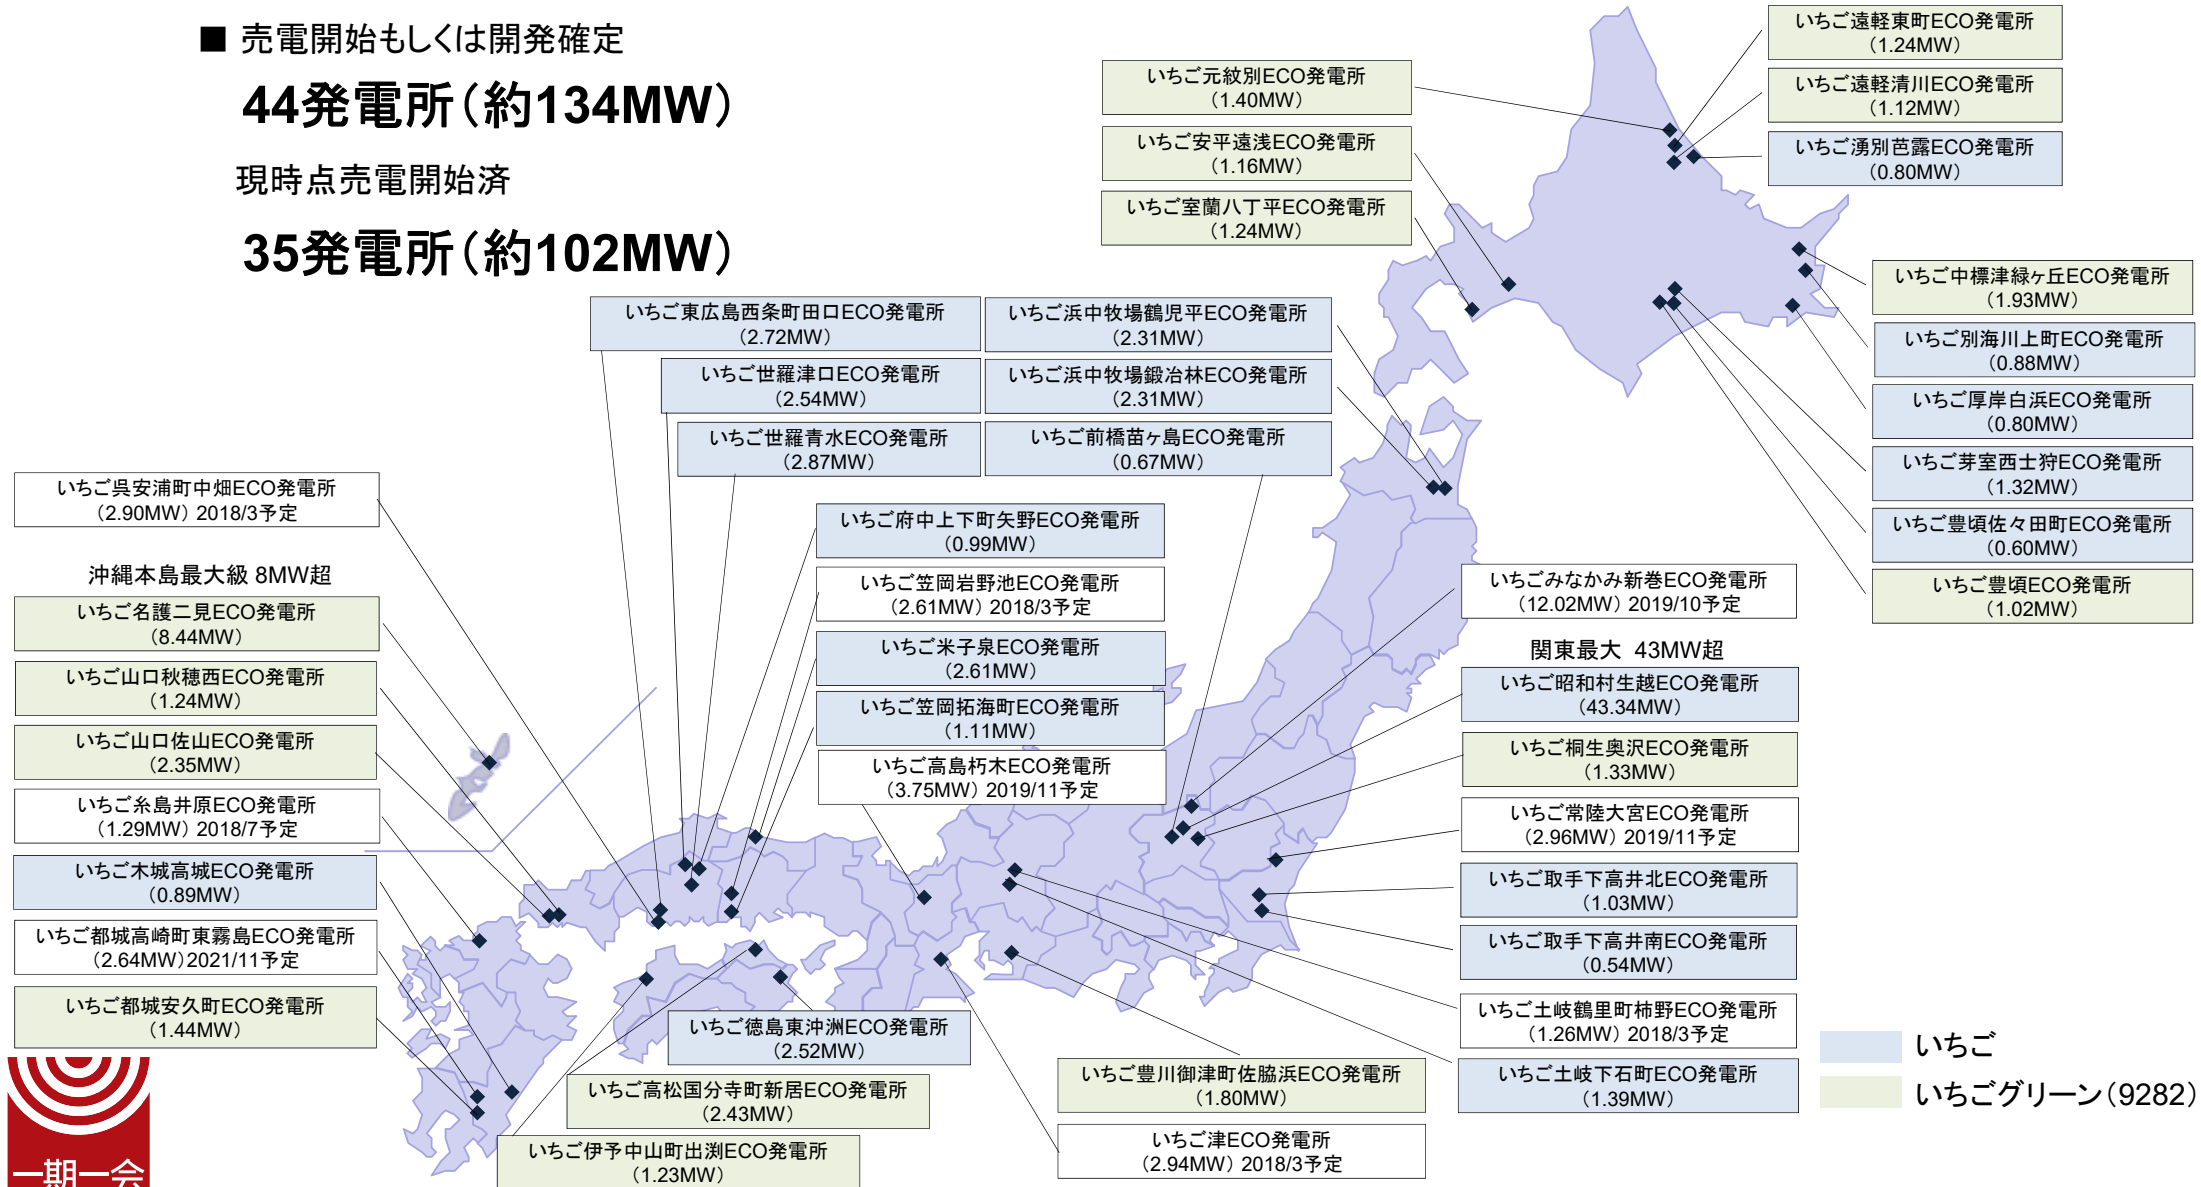 ■ 売電開始もしくは開発確定
44発電所（約134MW）
現時点売電開始済
35発電所（約102MW）
いちご元紋別ECO発電所
（1.40MW）
いちご安平遠浅ECO発電所
（1.16MW）
いちご室蘭八丁平ECO発電所
（1.24MW）
いちご遠軽東町ECO発電所
（1.24MW）
いちご遠軽清川ECO発電所
（1.12MW）
いちご湧別芭露ECO発電所
（0.80MW）
いちご中標津緑ヶ丘ECO発電所
（1.93MW）
いちご別海川上町ECO発電所
（0.88MW）
いちご厚岸白浜ECO発電所
（0.80MW）
いちご芽室西士狩ECO発電所
（1.32MW）
いちご豊頃佐々田町ECO発電所
（0.60MW）
いちご豊頃ECO発電所
（1.02MW）
いちご東広島西条町田口ECO発電所
（2.72MW）
いちご世羅津口ECO発電所
（2.54MW）
いちご世羅青水ECO発電所
（2.87MW）
いちご浜中牧場鶴児平ECO発電所
（2.31MW）
いちご浜中牧場鍛冶林ECO発電所
（2.31MW）
いちご前橋苗ヶ島ECO発電所
（0.67MW）
いちご呉安浦町中畑ECO発電所
（2.90MW） 2018/3予定
沖縄本島最大級 8MW超
いちご名護二見ECO発電所
（8.44MW）
いちご山口秋穂西ECO発電所
（1.24MW）
いちご山口佐山ECO発電所
（2.35MW）
いちご糸島井原ECO発電所
（1.29MW） 2018/7予定
いちご木城高城ECO発電所
（0.89MW）
いちご都城高崎町東霧島ECO発電所
（2.64MW）2021/11予定
いちご都城安久町ECO発電所
（1.44MW）
いちご府中上下町矢野ECO発電所
（0.99MW）
いちご笠岡岩野池ECO発電所
（2.61MW） 2018/3予定
いちご米子泉ECO発電所
（2.61MW）
いちご笠岡拓海町ECO発電所
（1.11MW）
いちご高島朽木ECO発電所
（3.75MW） 2019/11予定
いちごみなかみ新巻ECO発電所
（12.02MW） 2019/10予定
関東最大 43MW超
いちご昭和村生越ECO発電所
（43.34MW）
いちご桐生奥沢ECO発電所
（1.33MW）
いちご常陸大宮ECO発電所
（2.96MW） 2019/11予定
いちご取手下高井北ECO発電所
（1.03MW）
いちご取手下高井南ECO発電所
（0.54MW）
いちご土岐鶴里町柿野ECO発電所
（1.26MW） 2018/3予定
いちご土岐下石町ECO発電所
（1.39MW）
いちご徳島東沖洲ECO発電所
（2.52MW）
いちご高松国分寺町新居ECO発電所
（2.43MW）
いちご伊予中山町出渕ECO発電所
（1.23MW）
いちご豊川御津町佐脇浜ECO発電所
（1.80MW）
いちご津ECO発電所
（2.94MW） 2018/3予定
いちご
いちごグリーン（9282）
一期一会